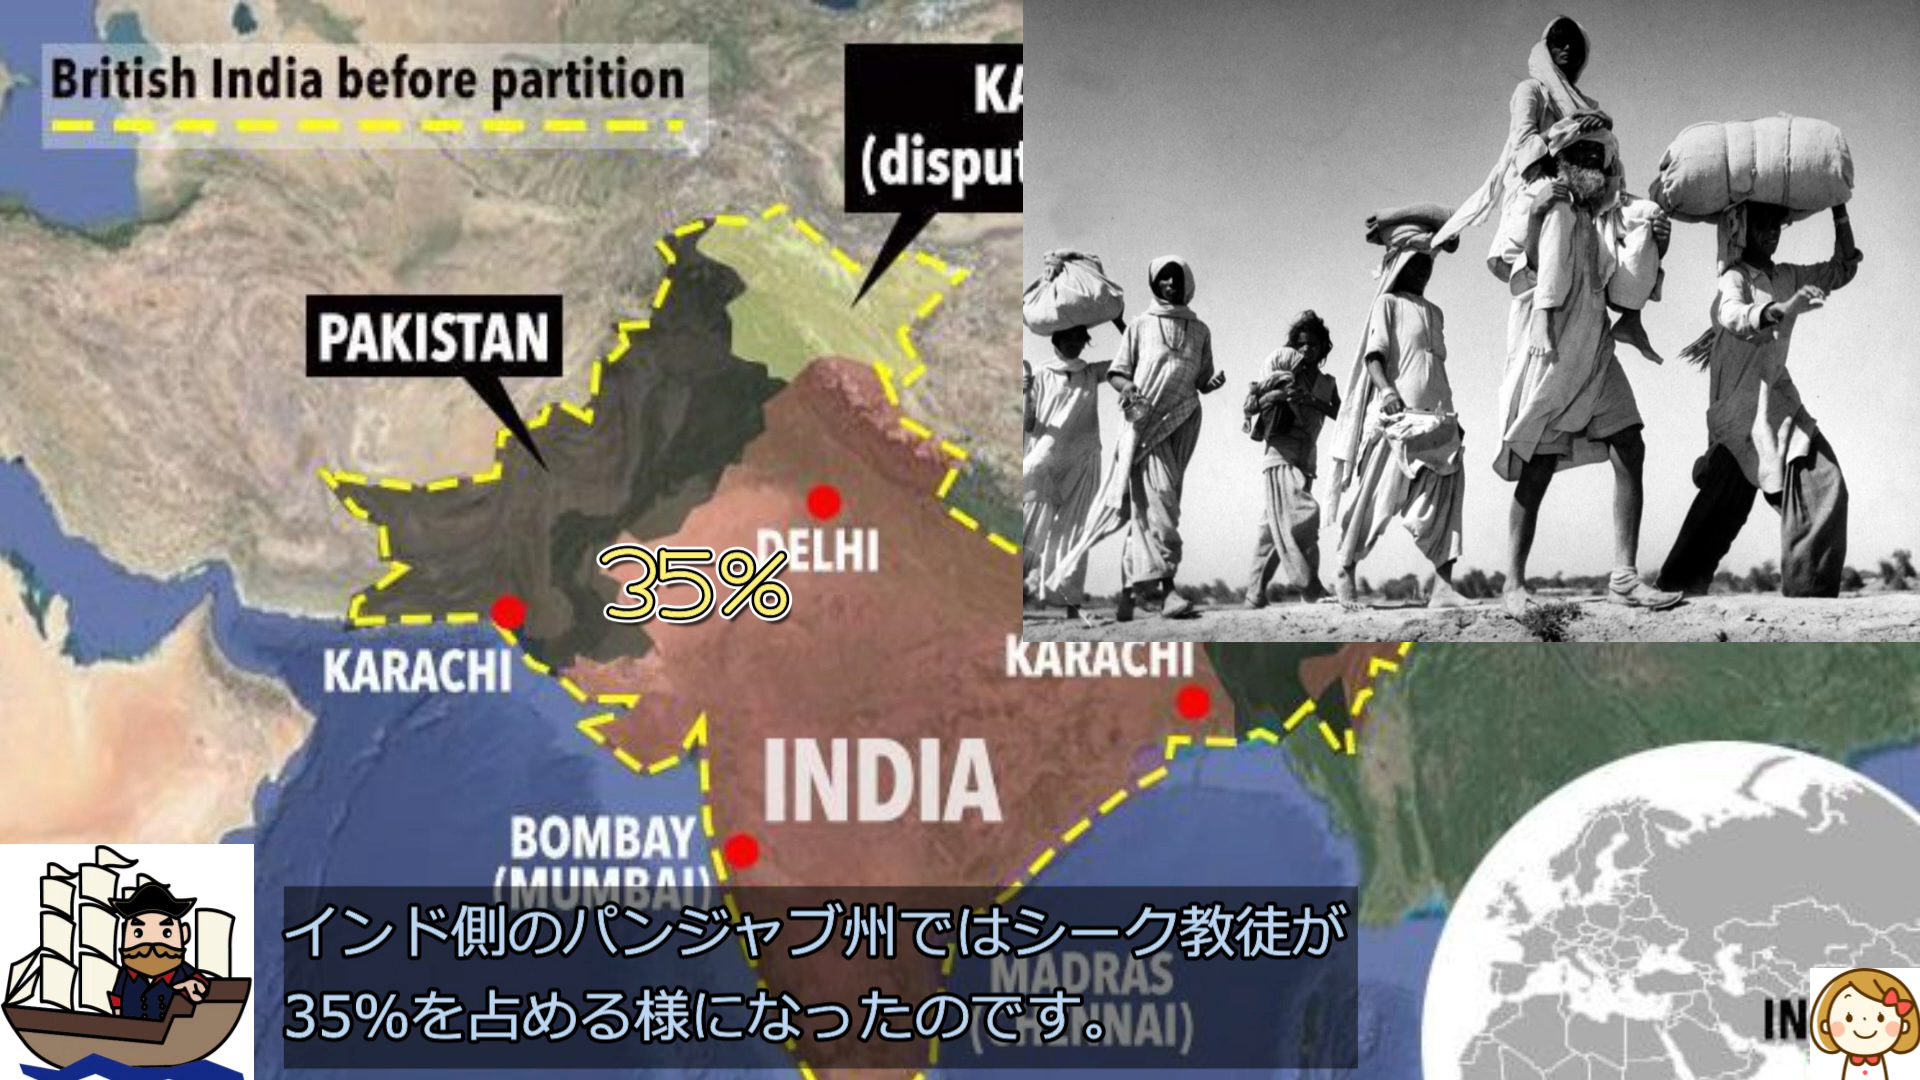 British India before partition
KA
(disput
PAKISTAN
DELHI
35%
KARACHI
KARACHI
INDIA
BOMBAY
(MUMBAI)
インド側のパンジャブ州ではシーク教徒が
35%を占める様になったのです。
MADRAS
(CHENNAI)
IN